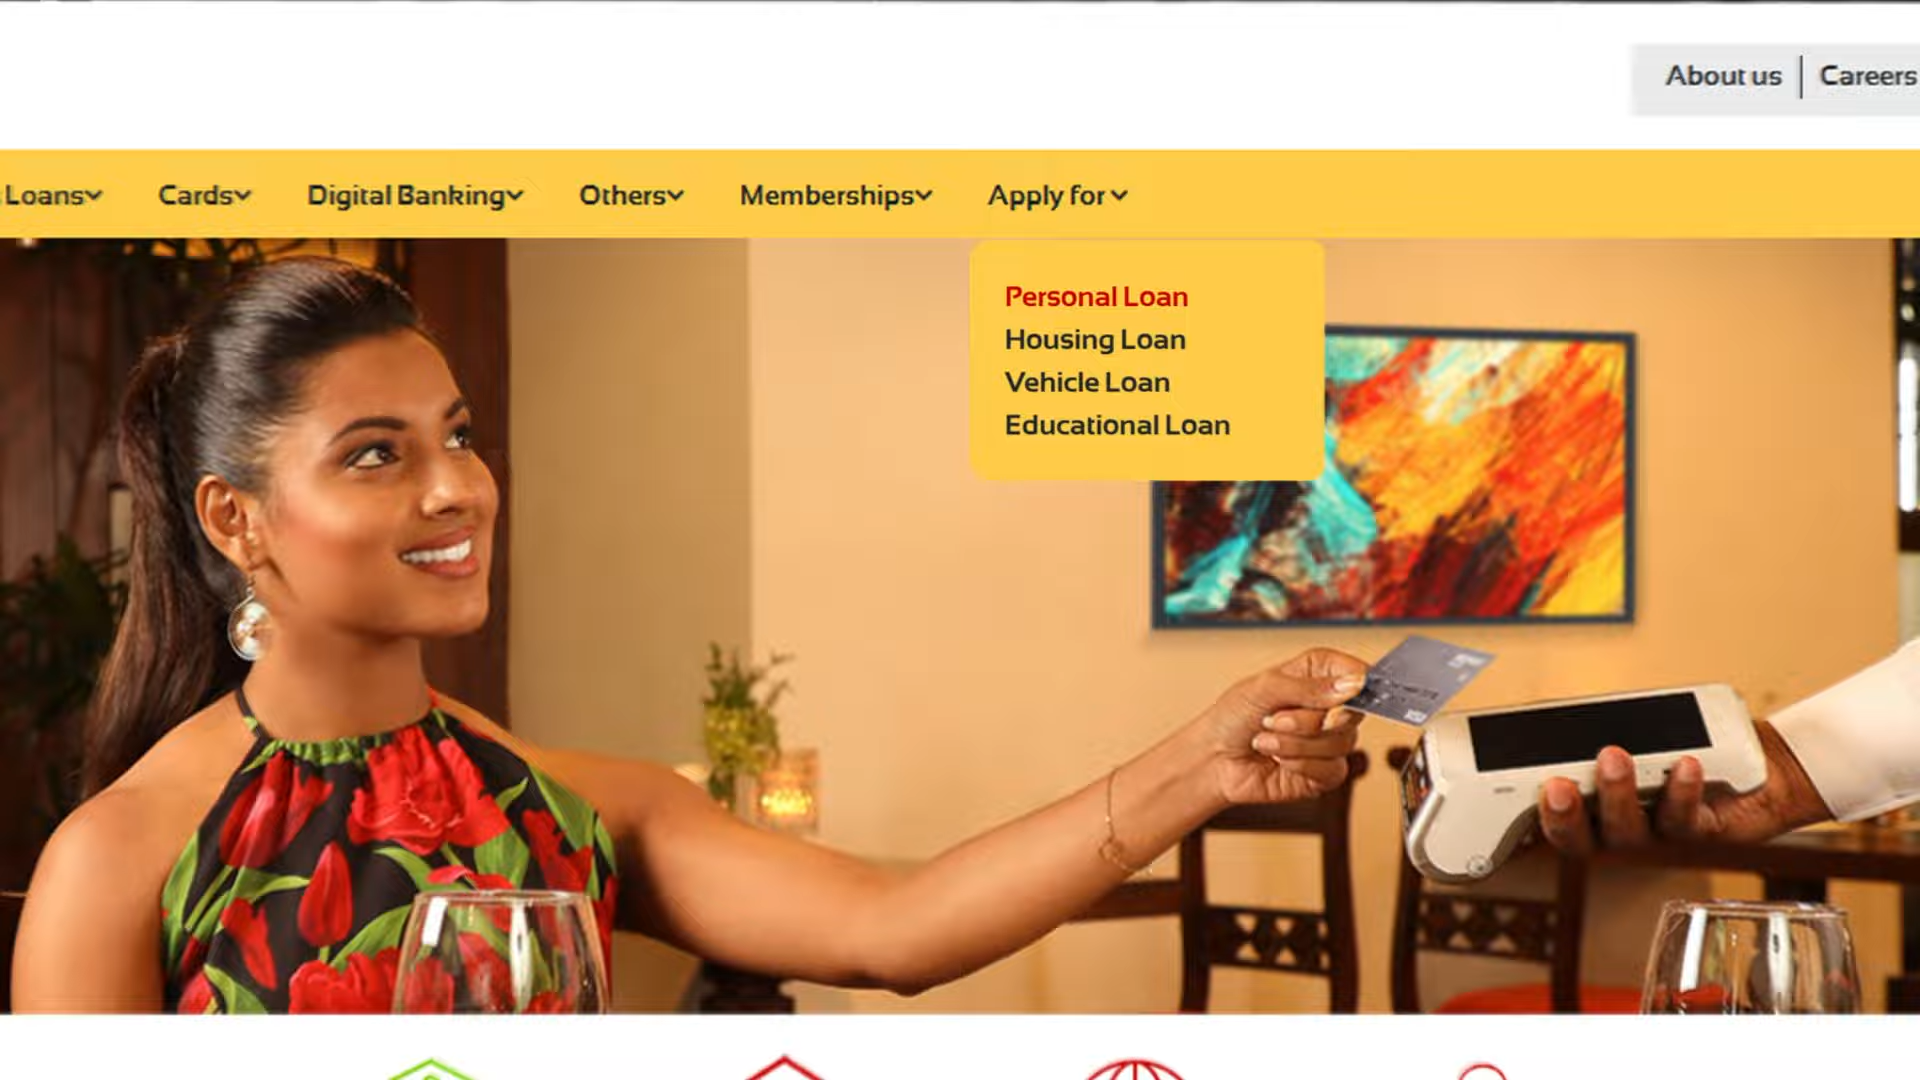 About us | Careers
Loans Cards Digital Banking Others Memberships Apply for
Personal Loan
Housing Loan
Vehicle Loan
Educational Loan